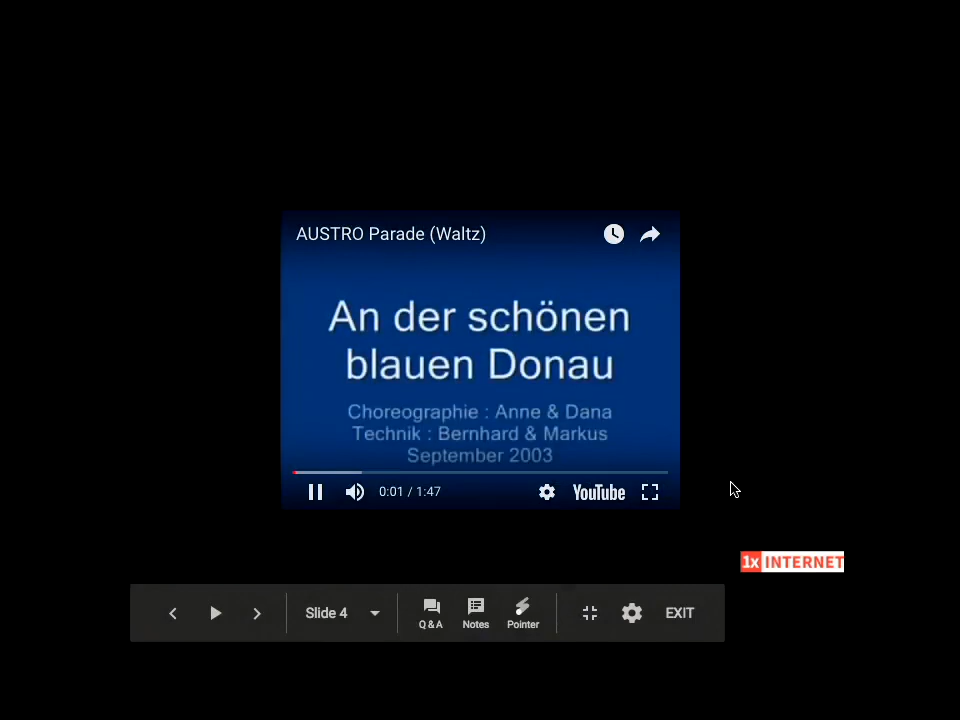 AUSTRO Parade (Waltz)
An der schönen
blauen Donau
Choreographie : Anne & Dana
Technik : Bernhard & Markus
September 2003
0:01 / 1:47
YouTube
1x INTERNET
Slide 4
Q & A
Notes
Pointer
EXIT